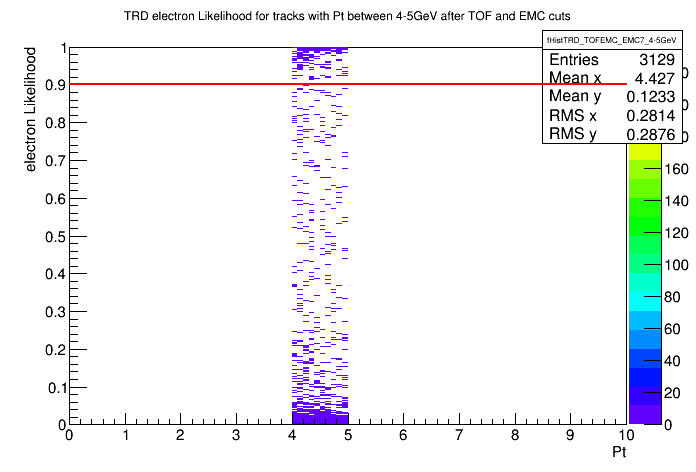 TRD electron Likelihood for tracks with Pt between 4-5GeV after TOF and EMC cuts
fHistTRD_TOFEMC_EMC7_4-5GeV
Entries 3129
Mean x 4.427
Mean y 0.1233
RMS x 0.2814
RMS y 0.2876
electron Likelihood
1
0.9
0.8
0.7
0.6
0.5
0.4
0.3
0.2
0.1
0
0 1 2 3 4 5 6 7 8 9 10
Pt
160
140
120
100
80
60
40
20
0